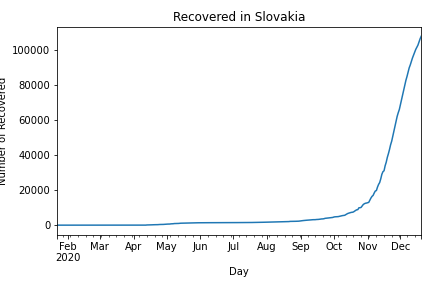 Recovered in Slovakia
100000
80000
60000
40000
20000
0
Number of Recovered
Feb Mar Apr May Jun Jul Aug Sep Oct Nov Dec
2020
Day